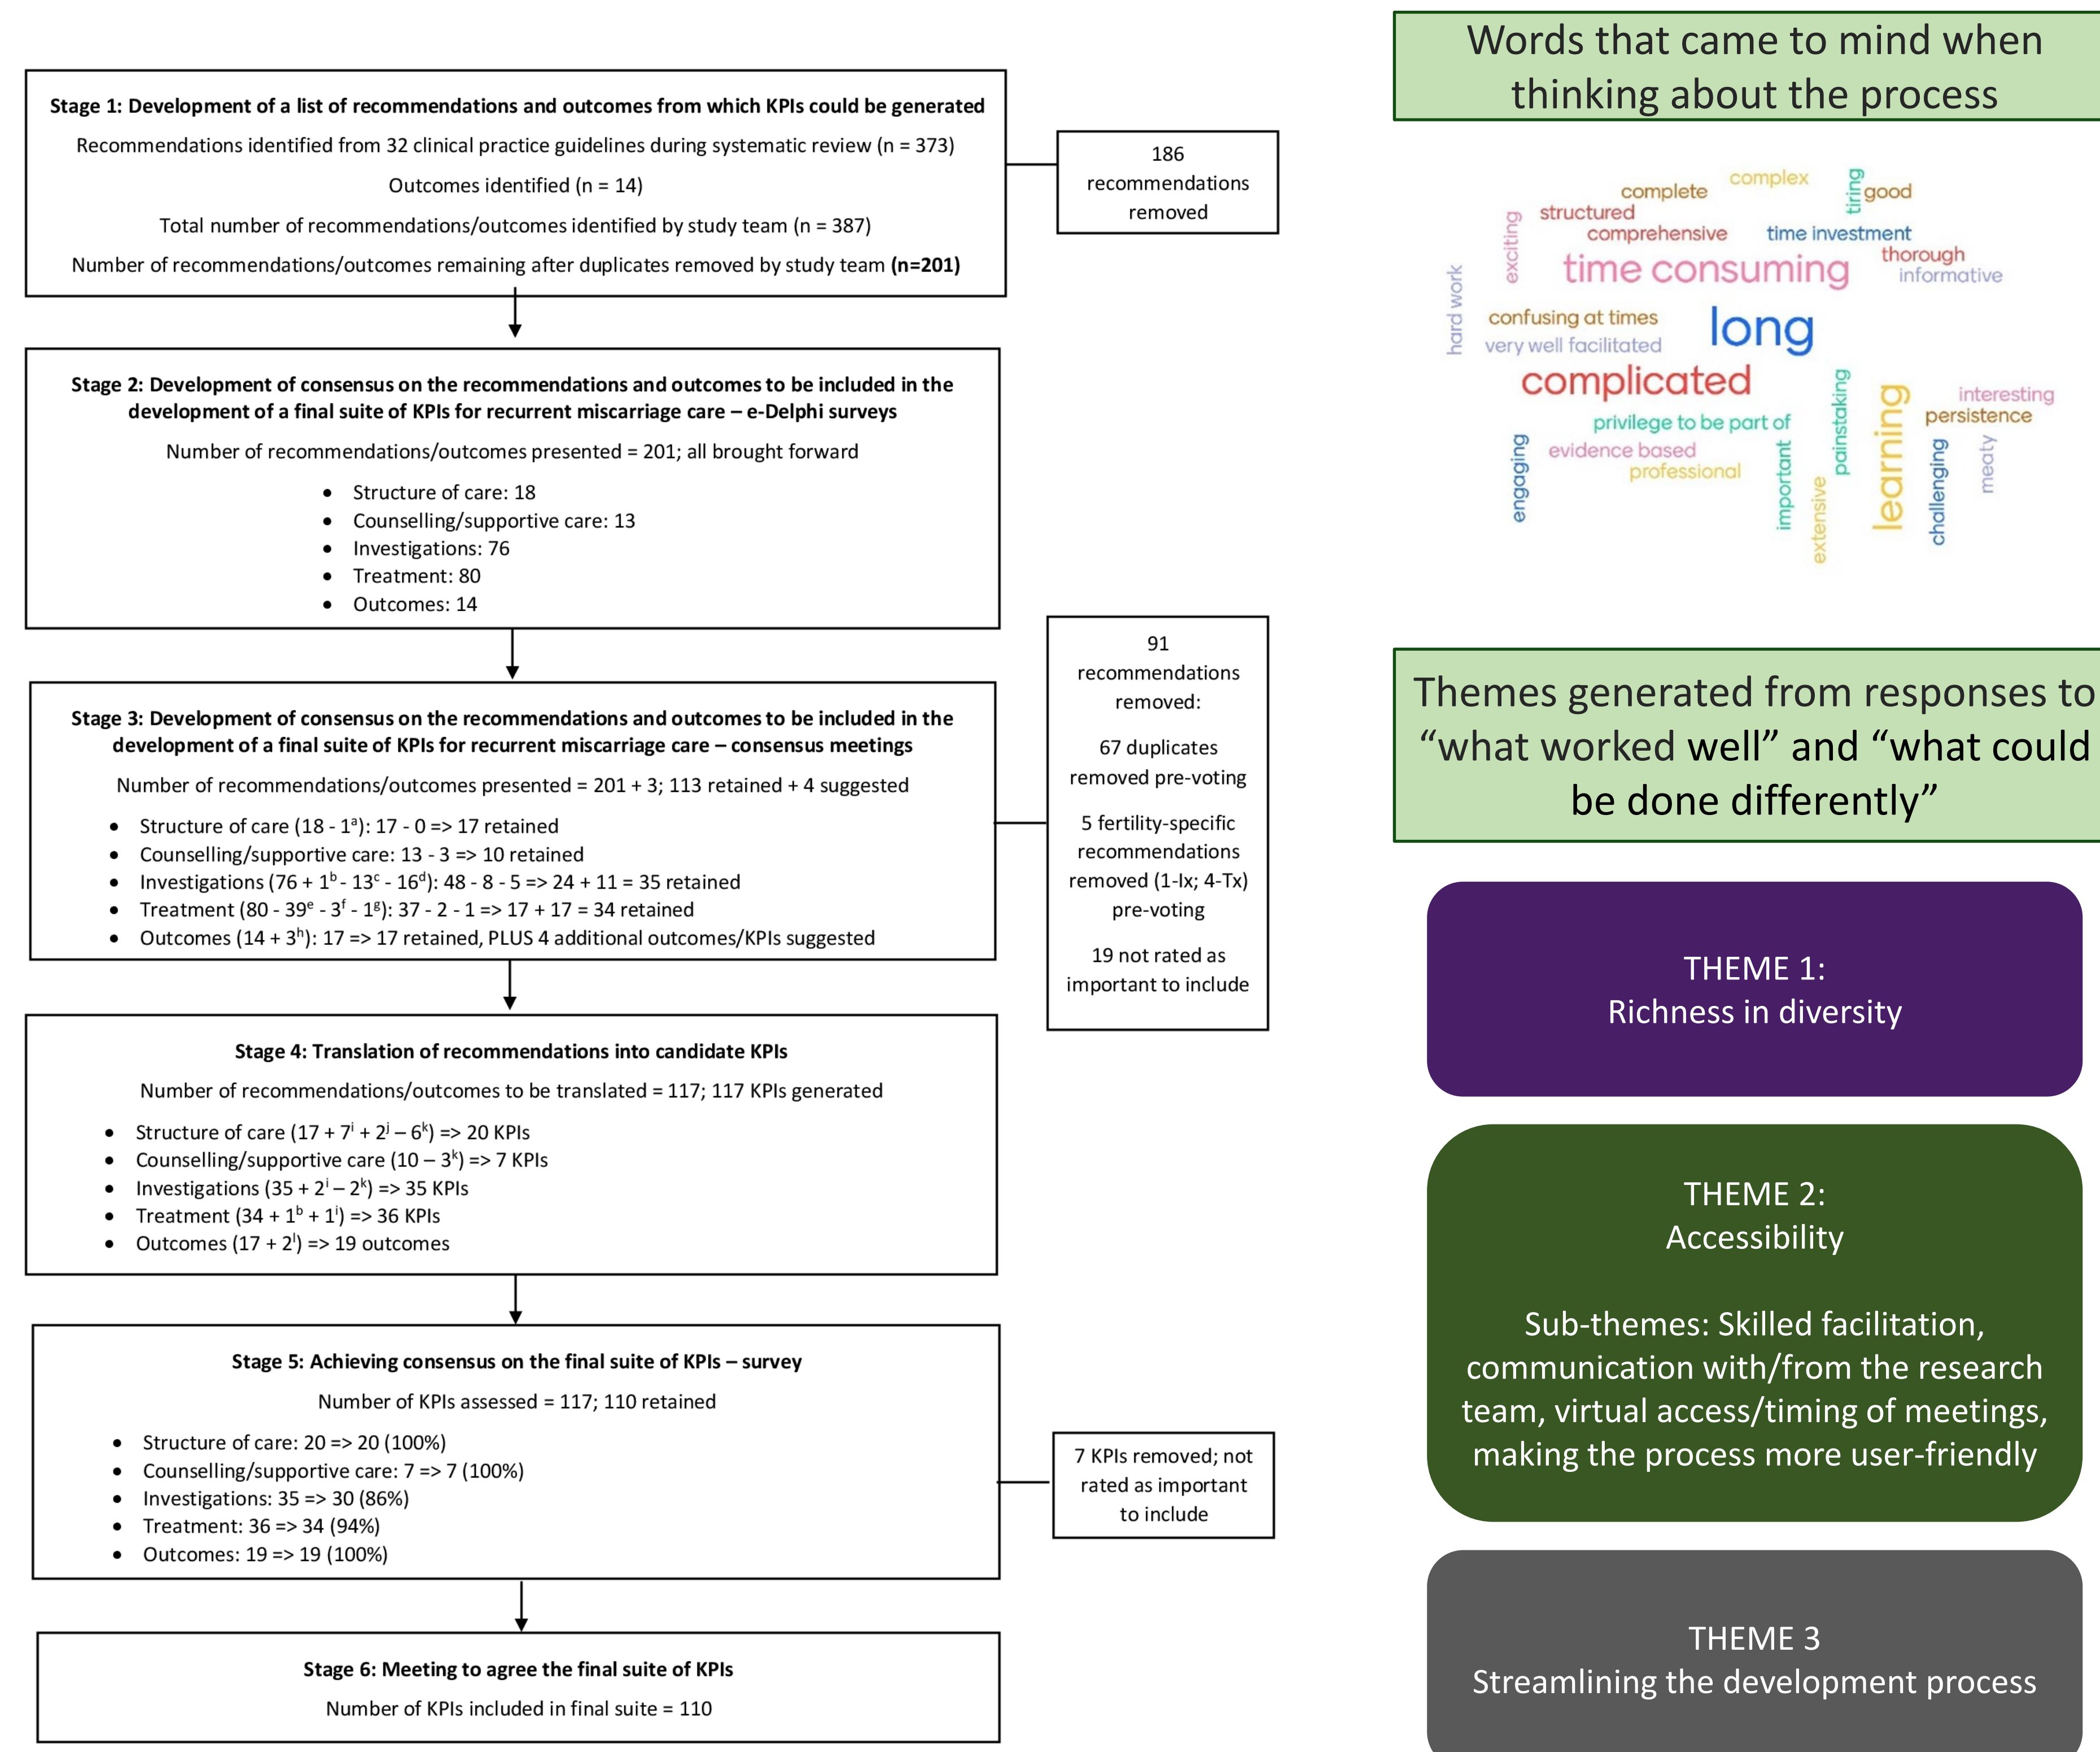 Stage 1: Development of a list of recommendations and outcomes from which KPIs could be generated
Recommendations identified from 32 clinical practice guidelines during systematic review (n = 373)
Outcomes identified (n = 14)
Total number of recommendations/outcomes identified by study team (n = 387)
Number of recommendations/outcomes remaining after duplicates removed by study team (n=201)
186
recommendations
removed
Stage 2: Development of consensus on the recommendations and outcomes to be included in the
development of a final suite of KPIs for recurrent miscarriage care – e-Delphi surveys
Number of recommendations/outcomes presented = 201; all brought forward
• Structure of care: 18
• Counselling/supportive care: 13
• Investigations: 76
• Treatment: 80
• Outcomes: 14
Stage 3: Development of consensus on the recommendations and outcomes to be included in the
development of a final suite of KPIs for recurrent miscarriage care – consensus meetings
Number of recommendations/outcomes presented = 201 + 3; 113 retained + 4 suggested
• Structure of care (18 - 1ᵃ): 17 - 0 => 17 retained
• Counselling/supportive care: 13 - 3 => 10 retained
• Investigations (76 + 1ᵇ - 13ᶜ - 16ᵈ): 48 - 8 - 5 => 24 + 11 = 35 retained
• Treatment (80 - 39ᵉ - 3ᶠ - 1ᵍ): 37 - 2 - 1 => 17 + 17 = 34 retained
• Outcomes (14 + 3ʰ): 17 => 17 retained, PLUS 4 additional outcomes/KPIs suggested
91
recommendations
removed:
67 duplicates
removed pre-voting
5 fertility-specific
recommendations
removed (1-Ix; 4-Tx)
pre-voting
19 not rated as
important to include
Stage 4: Translation of recommendations into candidate KPIs
Number of recommendations/outcomes to be translated = 117; 117 KPIs generated
• Structure of care (17 + 7ⁱ + 2ʲ – 6ᵏ) => 20 KPIs
• Counselling/supportive care (10 – 3ᵏ) => 7 KPIs
• Investigations (35 + 2ⁱ – 2ᵏ) => 35 KPIs
• Treatment (34 + 1ᵇ + 1ⁱ) => 36 KPIs
• Outcomes (17 + 2ˡ) => 19 outcomes
Stage 5: Achieving consensus on the final suite of KPIs – survey
Number of KPIs assessed = 117; 110 retained
• Structure of care: 20 => 20 (100%)
• Counselling/supportive care: 7 => 7 (100%)
• Investigations: 35 => 30 (86%)
• Treatment: 36 => 34 (94%)
• Outcomes: 19 => 19 (100%)
7 KPIs removed; not
rated as important
to include
Stage 6: Meeting to agree the final suite of KPIs
Number of KPIs included in final suite = 110
Words that came to mind when
thinking about the process
complex
complete
tiring
good
structured
exciting
comprehensive
time investment
thorough
time consuming
informative
hard work
confusing at times
long
very well facilitated
complicated
painstaking
learning
interesting
persistence
privilege to be part of
engaging
evidence based
professional
important
extensive
challenging
meaty
Themes generated from responses to
“what worked well” and “what could
be done differently”
THEME 1:
Richness in diversity
THEME 2:
Accessibility
Sub-themes: Skilled facilitation,
communication with/from the research
team, virtual access/timing of meetings,
making the process more user-friendly
THEME 3
Streamlining the development process